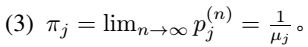 (3) $\pi_j = \lim_{n \to \infty} p_j^{(n)} = \frac{1}{\mu_j}$。